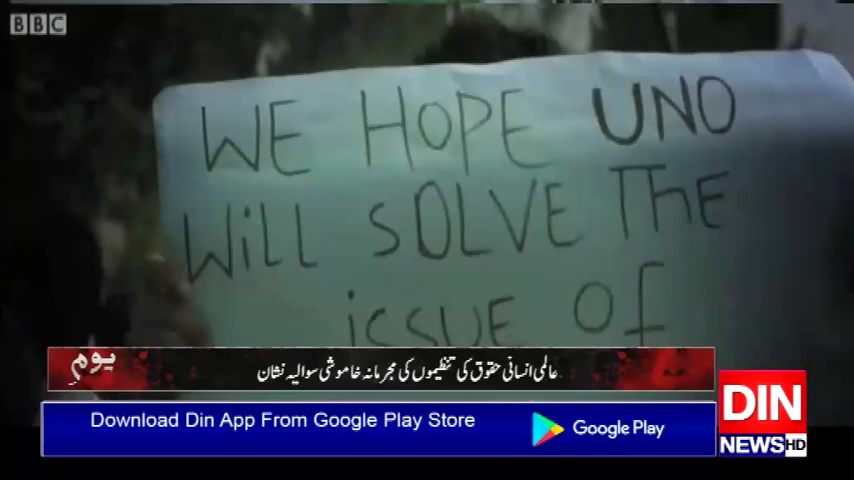 BBC
WE HOPE UNO
WILL SOLVE THE
ISSUE OF
یوم
عالمی انسانی حقوق کی تنظیموں کی مجرمانہ خاموشی سوالیہ نشان
Download Din App From Google Play Store
Google Play
DIN
NEWS HD